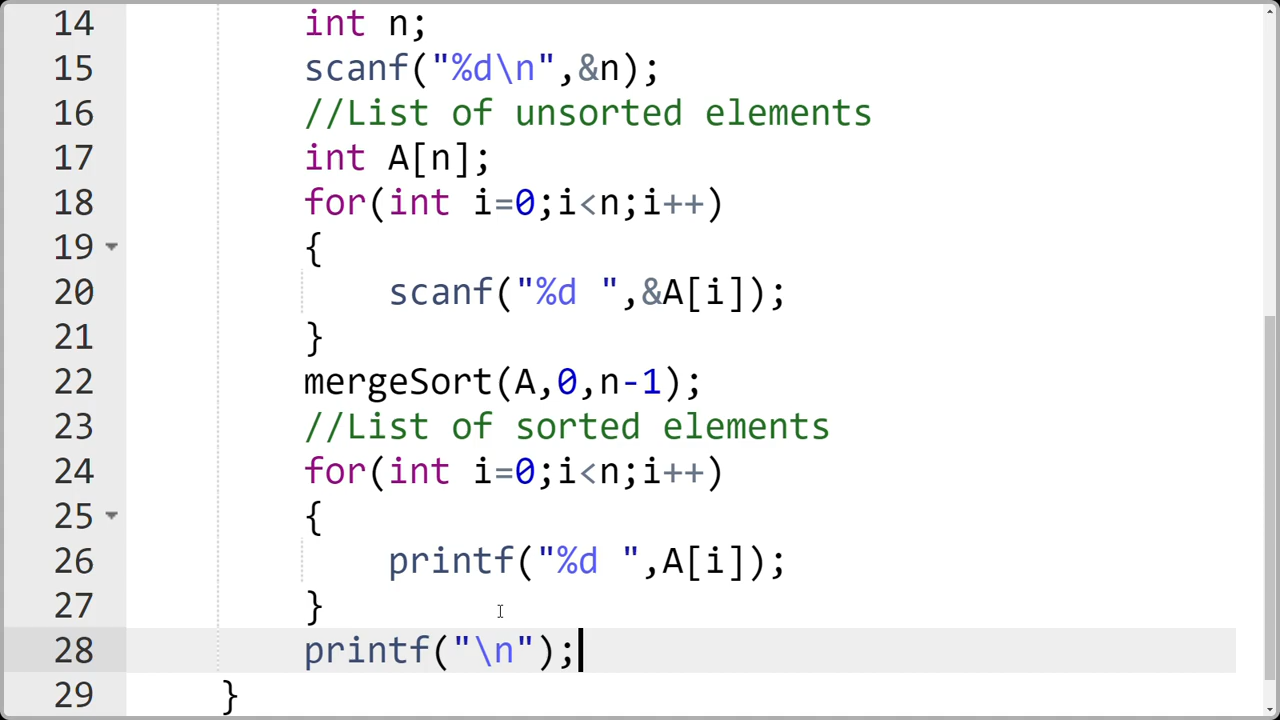 14 int n;
15 scanf("%d\n",&n);
16 //List of unsorted elements
17 int A[n];
18 for(int i=0;i<n;i++)
19 {
20 scanf("%d ",&A[i]);
21 }
22 mergeSort(A,0,n-1);
23 //List of sorted elements
24 for(int i=0;i<n;i++)
25 {
26 printf("%d ",A[i]);
27 }
28 printf("\n");
29 }